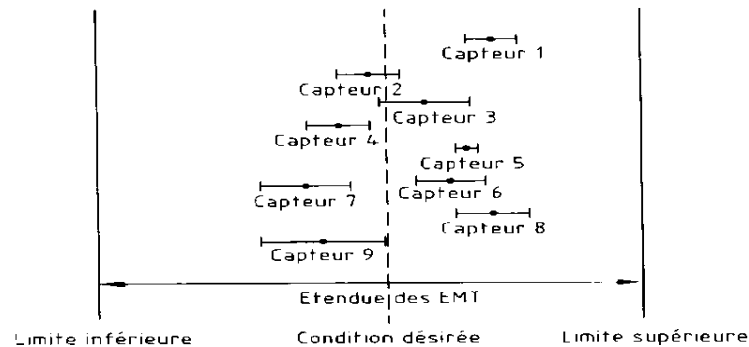 Capteur 1
Capteur 2
Capteur 3
Capteur 4
Capteur 5
Capteur 6
Capteur 7
Capteur 8
Capteur 9
Etendue des EMT
Limite inférieure Condition désirée Limite supérieure